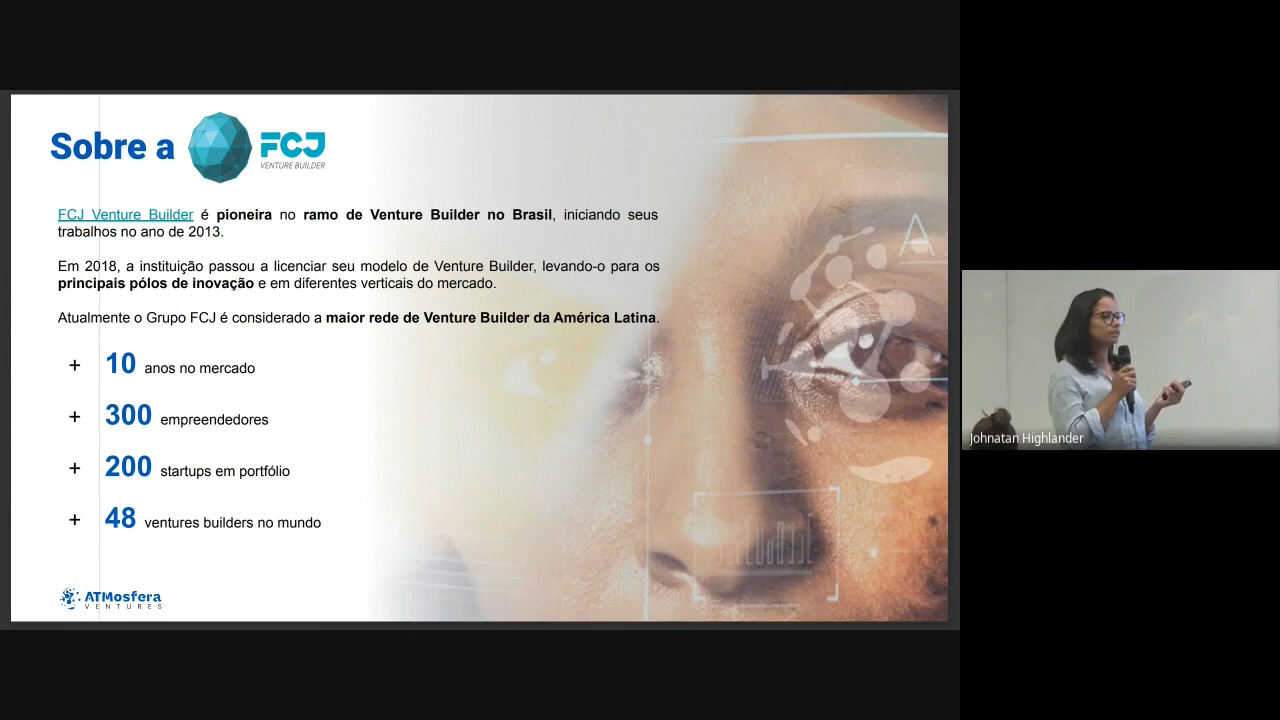 Sobre a
FCJ
VENTURE BUILDER
FCJ Venture Builder é pioneira no ramo de Venture Builder no Brasil, iniciando seus
trabalhos no ano de 2013.
Em 2018, a instituição passou a licenciar seu modelo de Venture Builder, levando-o para os
principais pólos de inovação e em diferentes verticais do mercado.
Atualmente o Grupo FCJ é considerado a maior rede de Venture Builder da América Latina.
+ 10 anos no mercado
+ 300 empreendedores
+ 200 startups em portfólio
+ 48 ventures builders no mundo
ATMosfera
VENTURES
Johnatan Highlander